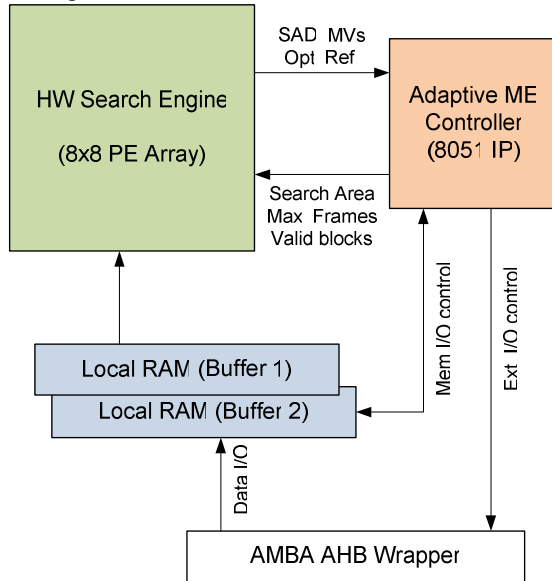 SAD MVs
Opt Ref
HW Search Engine
(8x8 PE Array)
Adaptive ME
Controller
(8051 IP)
Search Area
Max Frames
Valid blocks
Mem I/O control
Ext I/O control
Local RAM (Buffer 1)
Local RAM (Buffer 2)
Data I/O
AMBA AHB Wrapper